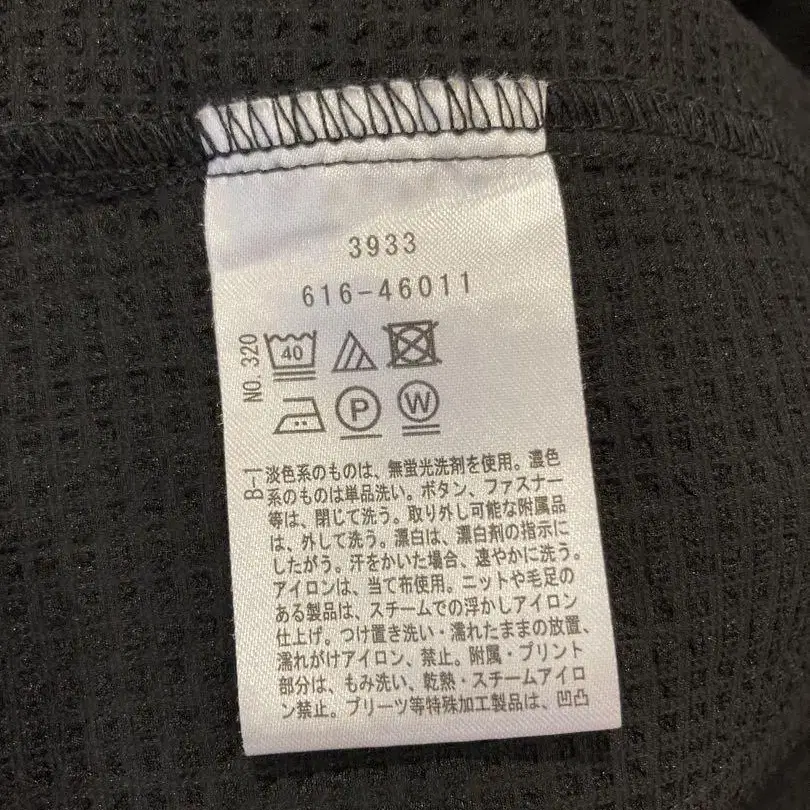 3933
616-46011
NO. 320
40
P
W
B-1
淡色系のものは、無蛍光洗剤を使用。濃色
系のものは単品洗い。ボタン、ファスナー
等は、閉じて洗う。取り外し可能な附属品
は、外して洗う。漂白は、漂白剤の指示に
したがう。汗をかいた場合、速やかに洗う。
アイロンは、当て布使用。ニットや毛足の
ある製品は、スチームでの浮かしアイロン
仕上げ。つけ置き洗い・濡れたままの放置、
濡れがけアイロン、禁止。附属・プリント
部分は、もみ洗い、乾熱・スチームアイロ
ン禁止。プリーツ等特殊加工製品は、凹凸